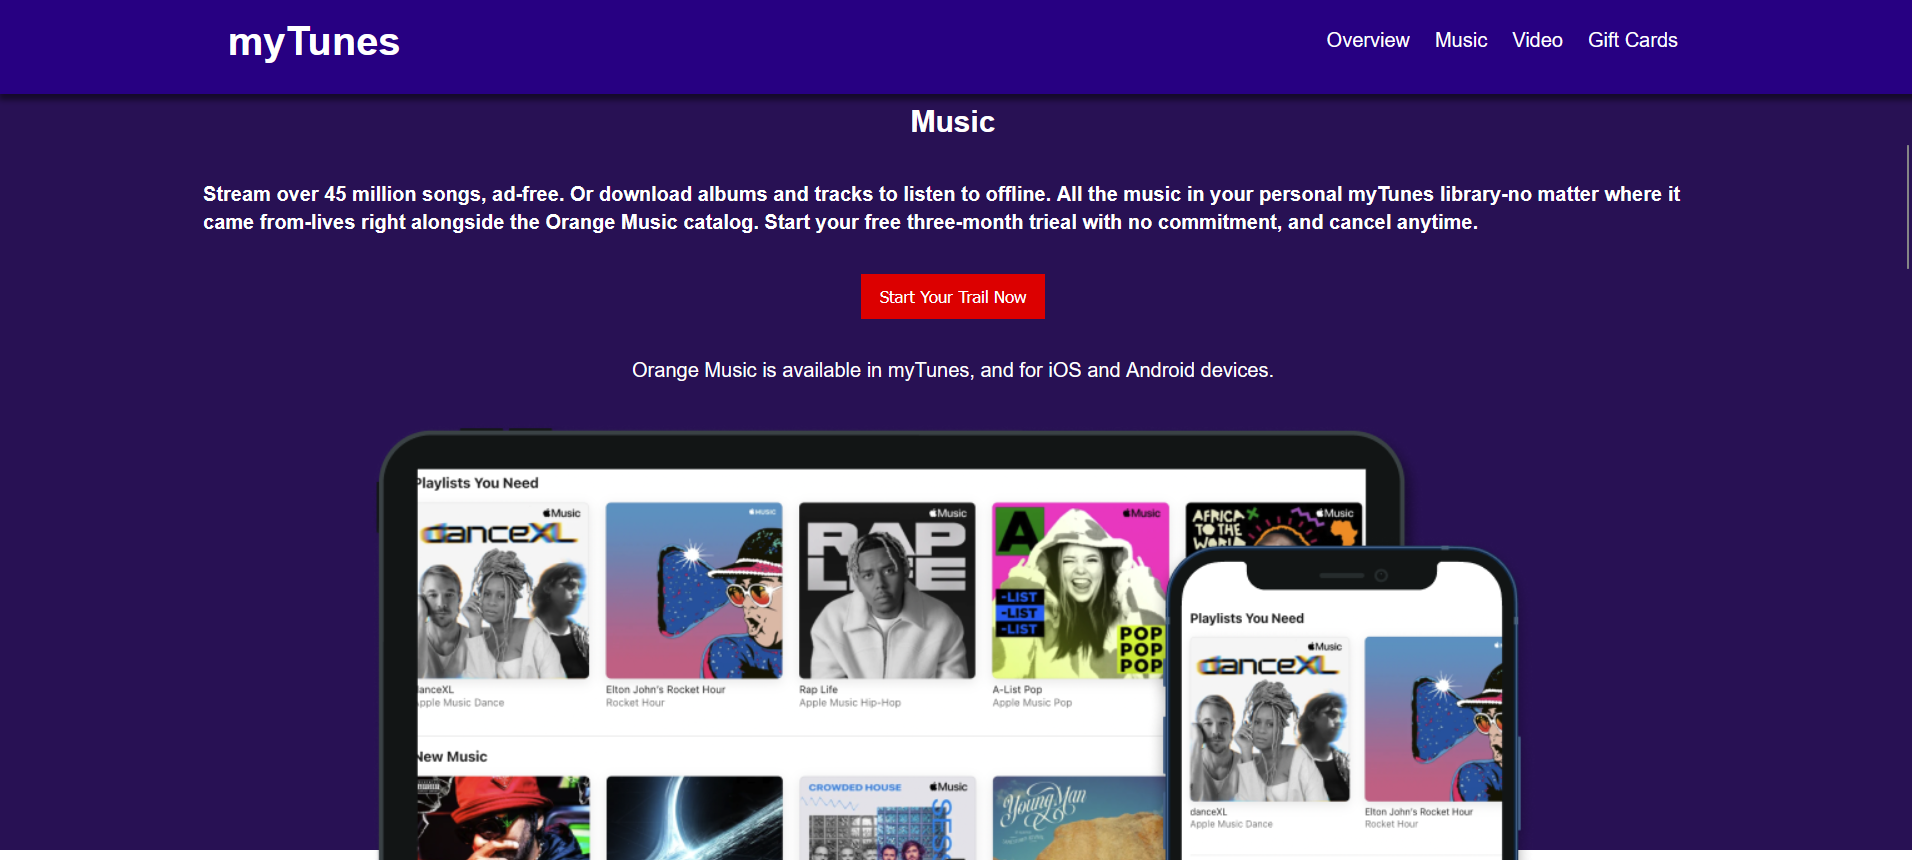 myTunes
Overview Music Video Gift Cards
Music
Stream over 45 million songs, ad-free. Or download albums and tracks to listen to offline. All the music in your personal myTunes library-no matter where it
came from-lives right alongside the Orange Music catalog. Start your free three-month trieal with no commitment, and cancel anytime.
Start Your Trail Now
Orange Music is available in myTunes, and for iOS and Android devices.
Playlists You Need
Music
danceXL
MUSIC
Music
RAP
LIFE
Music
A
-LIST
-LIST
-LIST
POP
POP
POP
Music
AFRICA
TO THE
WORLD
danceXL
Apple Music Dance
Elton John's Rocket Hour
Rocket Hour
Rap Life
Apple Music Hip-Hop
A-List Pop
Apple Music Pop
New Music
CROWDED HOUSE
Music
Young Man
Playlists You Need
Music
danceXL
danceXL
Apple Music Dance
Elton John's Rocket Hour
Rocket Hour